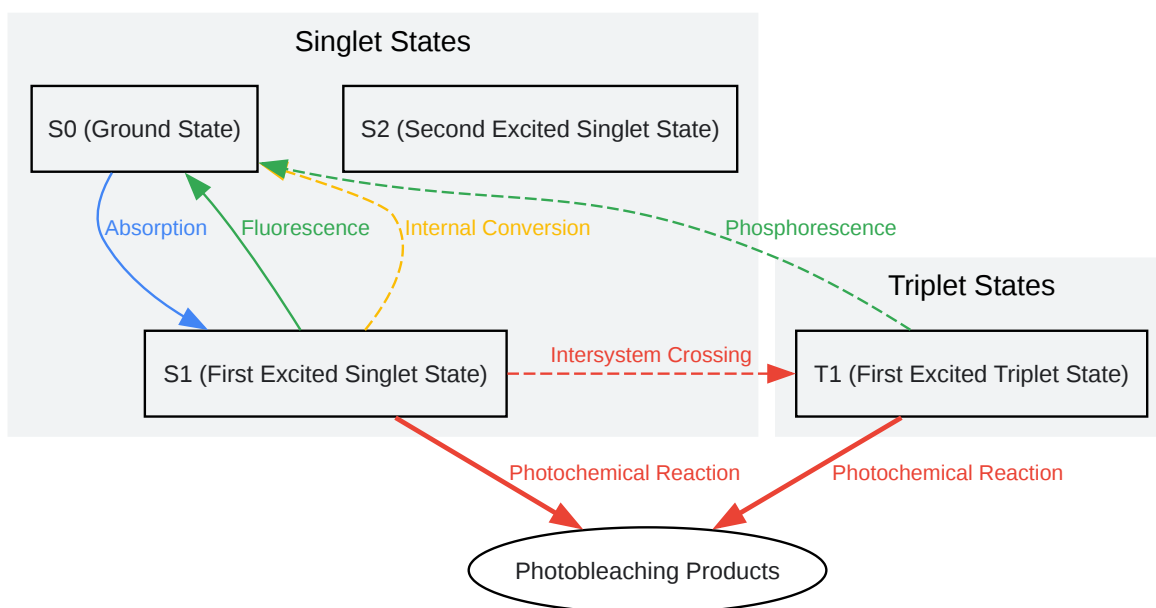 Singlet States
S0 (Ground State)
S2 (Second Excited Singlet State)
Absorption
Fluorescence
Internal Conversion
Phosphorescence
Triplet States
Intersystem Crossing
S1 (First Excited Singlet State)
T1 (First Excited Triplet State)
Photochemical Reaction
Photochemical Reaction
Photobleaching Products